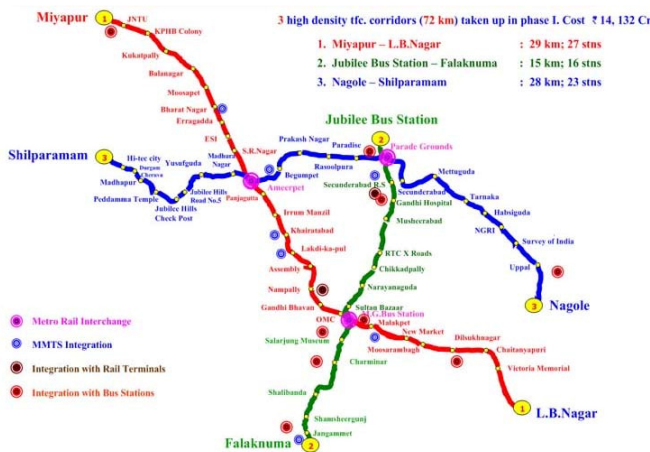 3 high density tfc. corridors (72 km) taken up in phase I. Cost ₹ 14, 132 Cr
1. Miyapur – L.B.Nagar : 29 km; 27 stns
2. Jubilee Bus Station – Falaknuma : 15 km; 16 stns
3. Nagole – Shilparamam : 28 km; 23 stns
Miyapur
1
JNTU
KPHB Colony
Kukatpally
Balanagar
Moosapet
Bharat Nagar
Erragadda
ESI
S.R.Nagar
Shilparamam
3
Hi-tec city
Durgam
Cheruvu
Madhapur
Peddamma Temple
Jubilee Hills
Check Post
Jubilee Hills
Road No.5
Yusufguda
Madhura
Nagar
Ameerpet
Begumpet
Prakash Nagar
Rasoolpura
Paradise
Jubilee Bus Station
2
Parade Grounds
Secunderabad R.S
Secunderabad
Mettuguda
Tarnaka
Habsiguda
NGRI
Survey of India
Uppal
3
Nagole
Gandhi Hospital
Musheerabad
RTC X Roads
Chikkadpally
Narayanaguda
Sultan Bazaar
M.G.Bus Station
Panjagutta
Irrum Manzil
Khairatabad
Lakdi-ka-pul
Assembly
Nampally
Gandhi Bhavan
OMC
Malakpet
New Market
Moosarambagh
Dilsukhnagar
Chaitanyapuri
Victoria Memorial
1
L.B.Nagar
Salarjung Museum
Charminar
Shalibanda
Shamsheergunj
Jangammet
Falaknuma
2
Metro Rail Interchange
MMTS Integration
Integration with Rail Terminals
Integration with Bus Stations